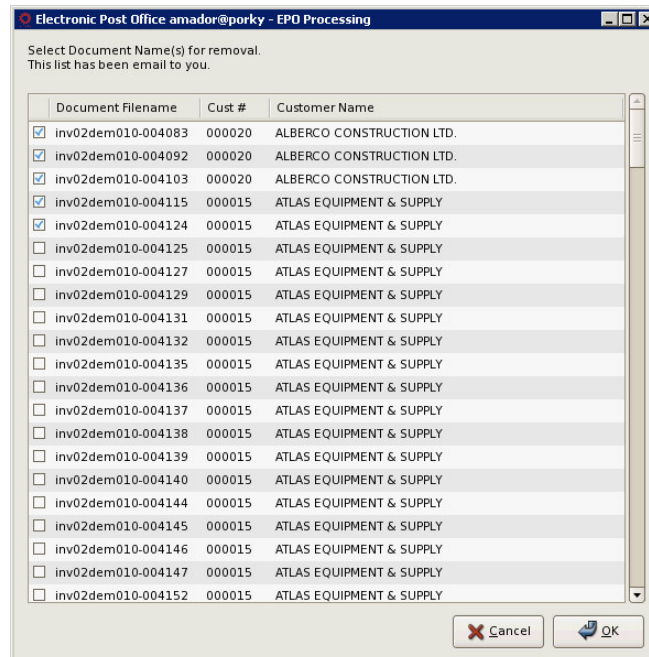 Electronic Post Office amador@porky - EPO Processing
Select Document Name(s) for removal.
This list has been email to you.
Document Filename Cust # Customer Name
inv02dem010-004083 000020 ALBERCO CONSTRUCTION LTD.
inv02dem010-004092 000020 ALBERCO CONSTRUCTION LTD.
inv02dem010-004103 000020 ALBERCO CONSTRUCTION LTD.
inv02dem010-004115 000015 ATLAS EQUIPMENT & SUPPLY
inv02dem010-004124 000015 ATLAS EQUIPMENT & SUPPLY
inv02dem010-004125 000015 ATLAS EQUIPMENT & SUPPLY
inv02dem010-004127 000015 ATLAS EQUIPMENT & SUPPLY
inv02dem010-004129 000015 ATLAS EQUIPMENT & SUPPLY
inv02dem010-004131 000015 ATLAS EQUIPMENT & SUPPLY
inv02dem010-004132 000015 ATLAS EQUIPMENT & SUPPLY
inv02dem010-004135 000015 ATLAS EQUIPMENT & SUPPLY
inv02dem010-004136 000015 ATLAS EQUIPMENT & SUPPLY
inv02dem010-004137 000015 ATLAS EQUIPMENT & SUPPLY
inv02dem010-004138 000015 ATLAS EQUIPMENT & SUPPLY
inv02dem010-004139 000015 ATLAS EQUIPMENT & SUPPLY
inv02dem010-004140 000015 ATLAS EQUIPMENT & SUPPLY
inv02dem010-004144 000015 ATLAS EQUIPMENT & SUPPLY
inv02dem010-004145 000015 ATLAS EQUIPMENT & SUPPLY
inv02dem010-004146 000015 ATLAS EQUIPMENT & SUPPLY
inv02dem010-004147 000015 ATLAS EQUIPMENT & SUPPLY
inv02dem010-004152 000015 ATLAS EQUIPMENT & SUPPLY
Cancel OK